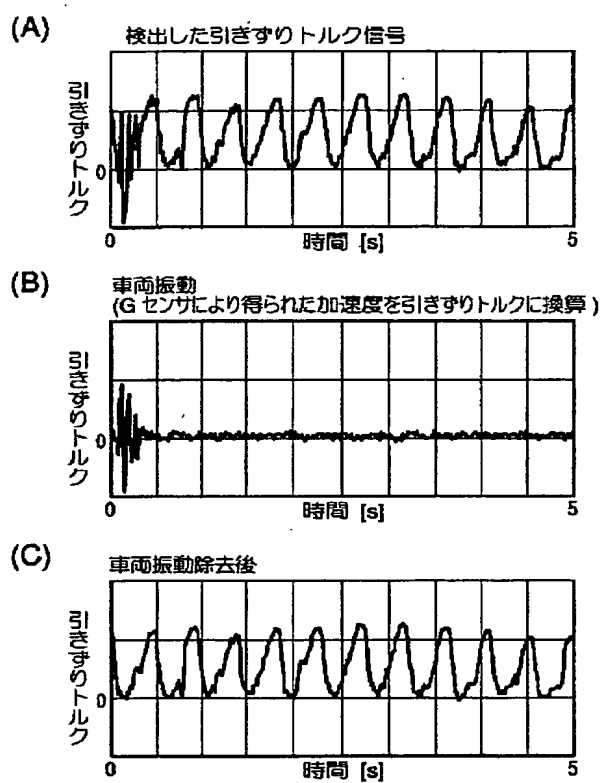 (A)
検出した引きずりトルク信号
引きずりトルク
0
0
時間 [s]
5
(B)
車両振動
(G センサにより得られた加速度を引きずりトルクに換算)
引きずりトルク
0
0
時間 [s]
5
(C)
車両振動除去後
引きずりトルク
0
0
時間 [s]
5